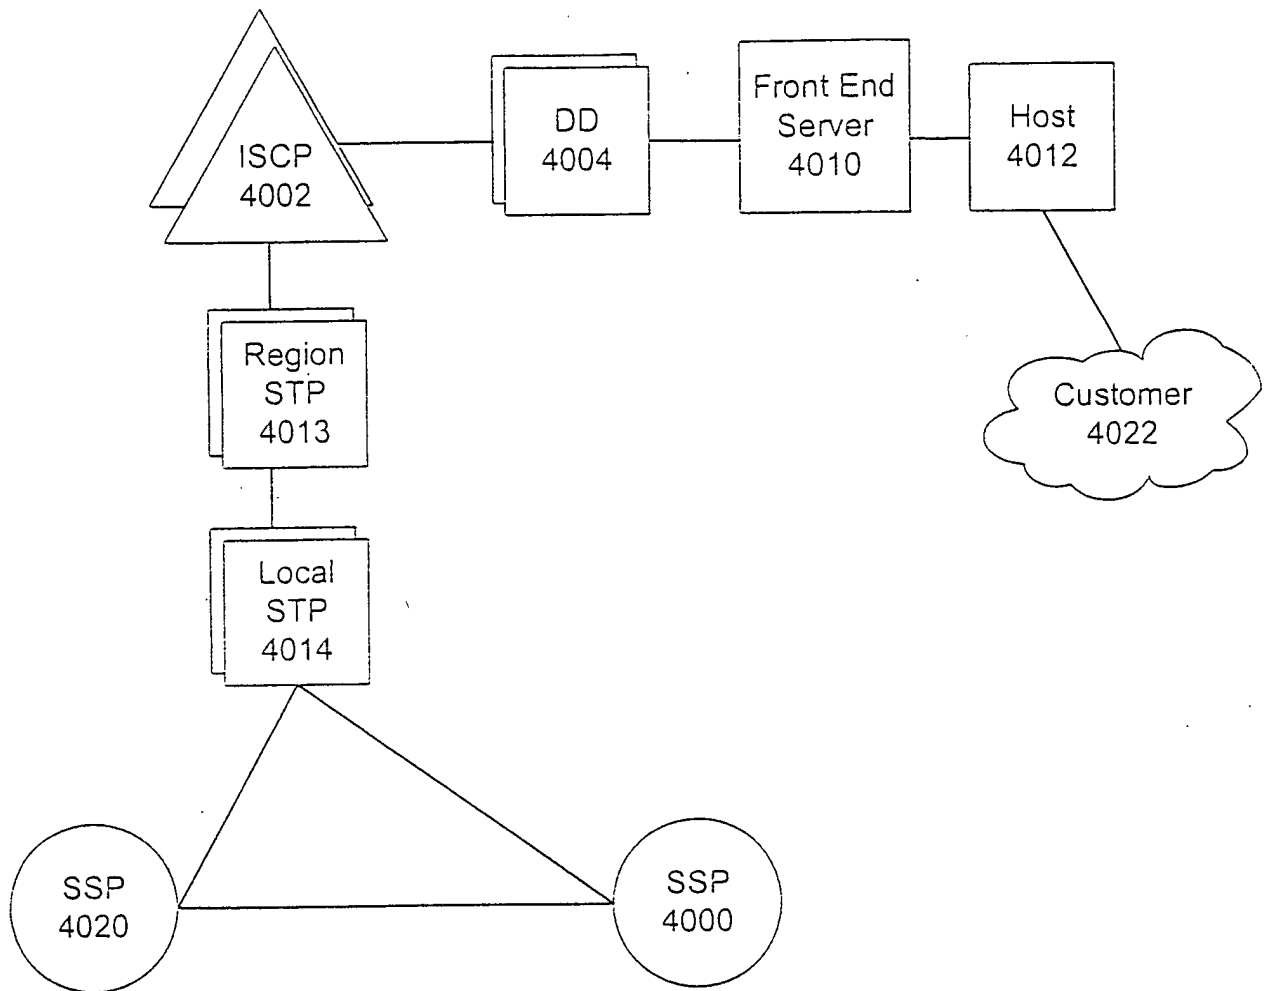 ISCP
4002
DD
4004
Front End
Server
4010
Host
4012
Region
STP
4013
Customer
4022
Local
STP
4014
SSP
4020
SSP
4000